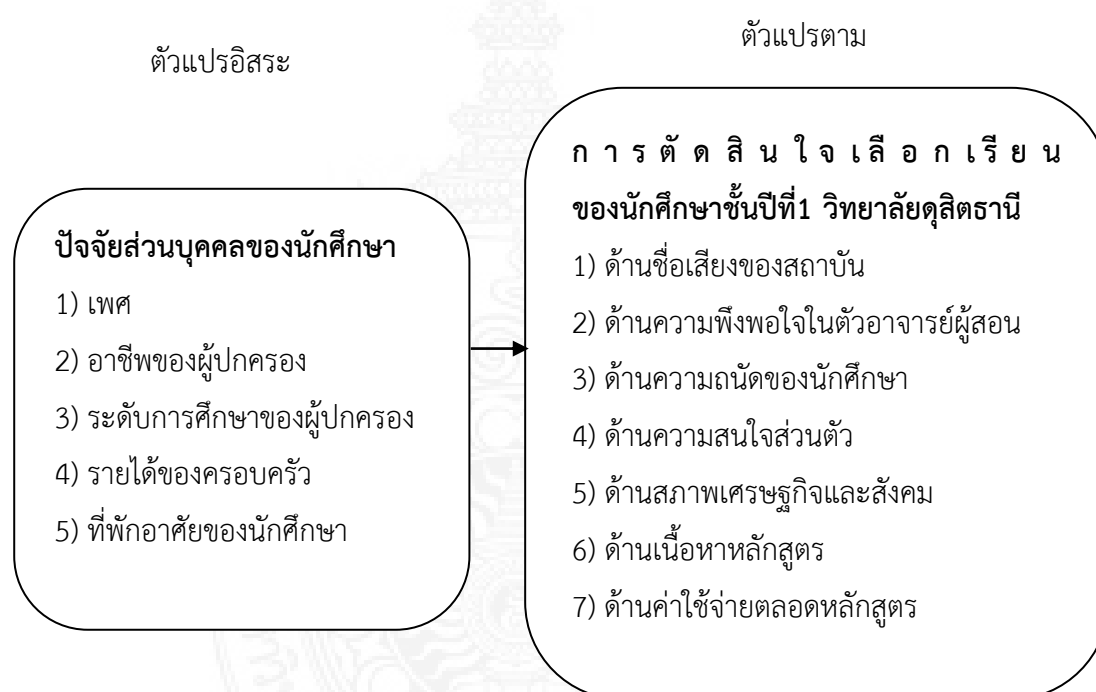 ตัวแปรอิสระ
ปัจจัยส่วนบุคคลของนักศึกษา
1) เพศ
2) อาชีพของผู้ปกครอง
3) ระดับการศึกษาของผู้ปกครอง
4) รายได้ของครอบครัว
5) ที่พักอาศัยของนักศึกษา
ตัวแปรตาม
การตัดสินใจเลือกเรียน
ของนักศึกษาชั้นปีที่1 วิทยาลัยดุสิตธานี
1) ด้านชื่อเสียงของสถาบัน
2) ด้านความพึงพอใจในตัวอาจารย์ผู้สอน
3) ด้านความถนัดของนักศึกษา
4) ด้านความสนใจส่วนตัว
5) ด้านสภาพเศรษฐกิจและสังคม
6) ด้านเนื้อหาหลักสูตร
7) ด้านค่าใช้จ่ายตลอดหลักสูตร